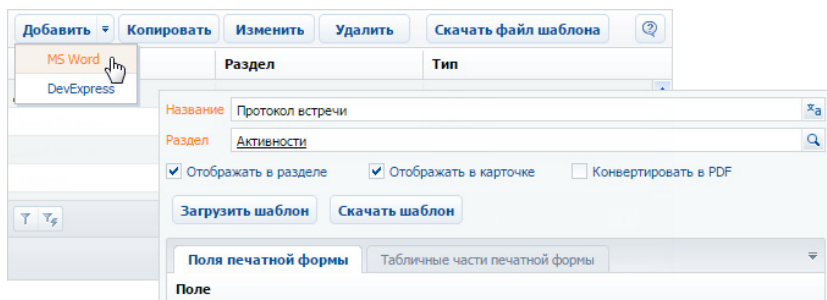 Добавить Копировать Изменить Удалить Скачать файл шаблона
MS Word Раздел Тип
DevExpress
Название Протокол встречи
Раздел Активности
Отображать в разделе Отображать в карточке Конвертировать в PDF
Загрузить шаблон Скачать шаблон
Поля печатной формы Табличные части печатной формы
Поле